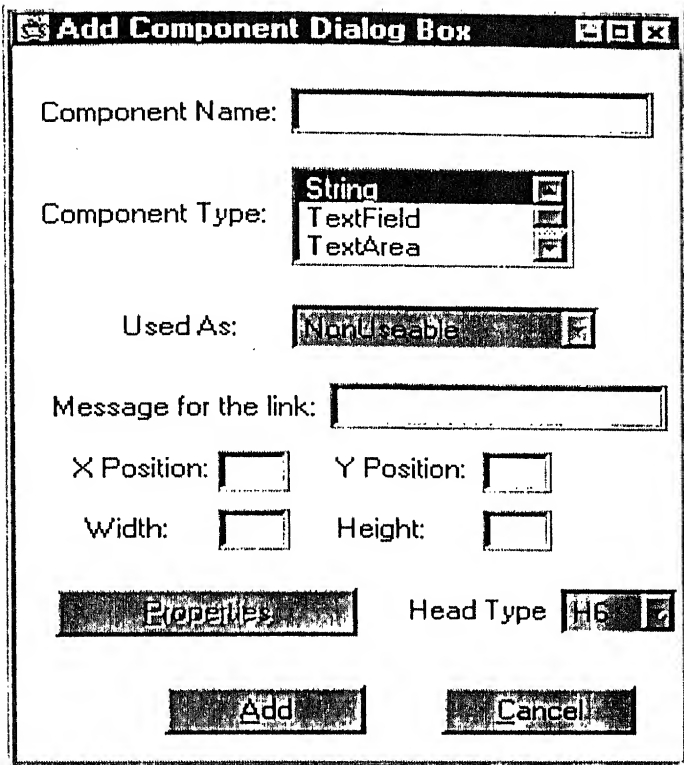 Add Component Dialog Box
Component Name:
Component Type:
String
TextField
TextArea
Used As: NonUseable
Message for the link:
X Position: Y Position:
Width: Height:
Properties Head Type H6
Add Cancel